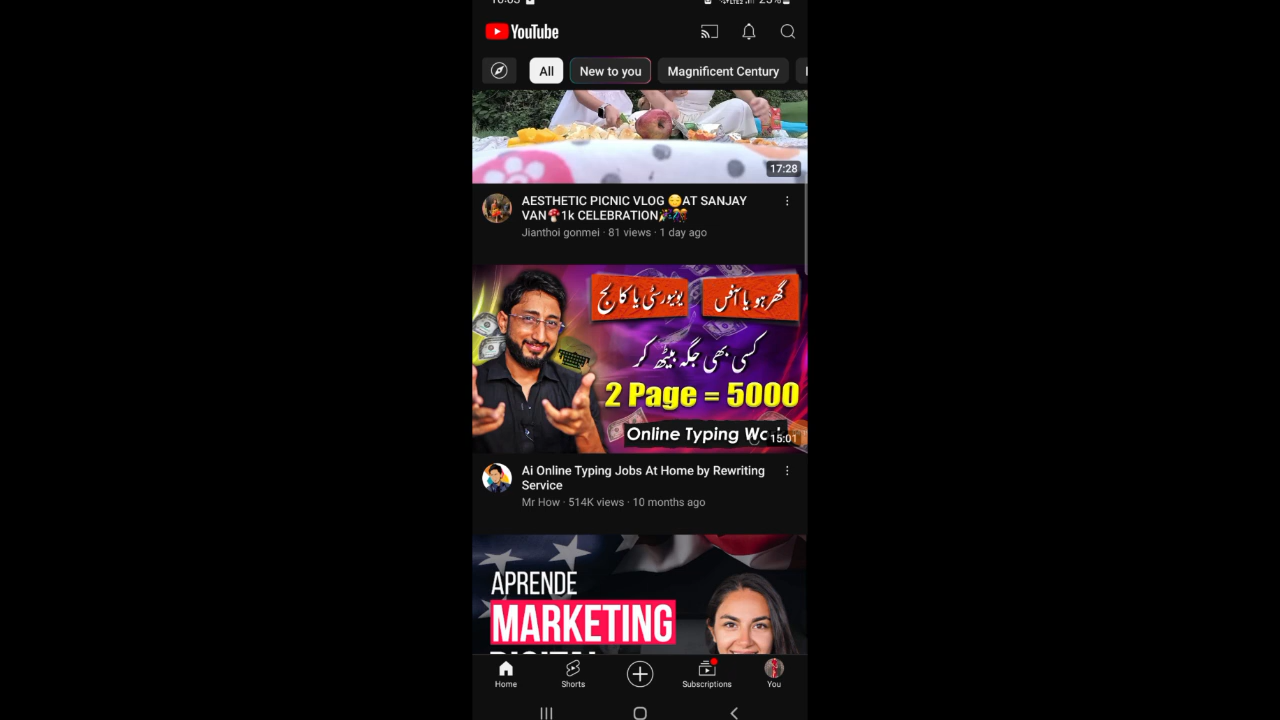 YouTube
All
New to you
Magnificent Century
17:28
AESTHETIC PICNIC VLOG 😌AT SANJAY
VAN🍄1k CELEBRATION🎉🎊
Jianthoi gonmei · 81 views · 1 day ago
گھر ہو یا آفس یونیورسٹی یا کالج
کسی بھی جگہ بیٹھ کر
2 Page = 5000
Online Typing
15:01
Ai Online Typing Jobs At Home by Rewriting
Service
Mr How · 514K views · 10 months ago
APRENDE
MARKETING
Home
Shorts
Subscriptions
You